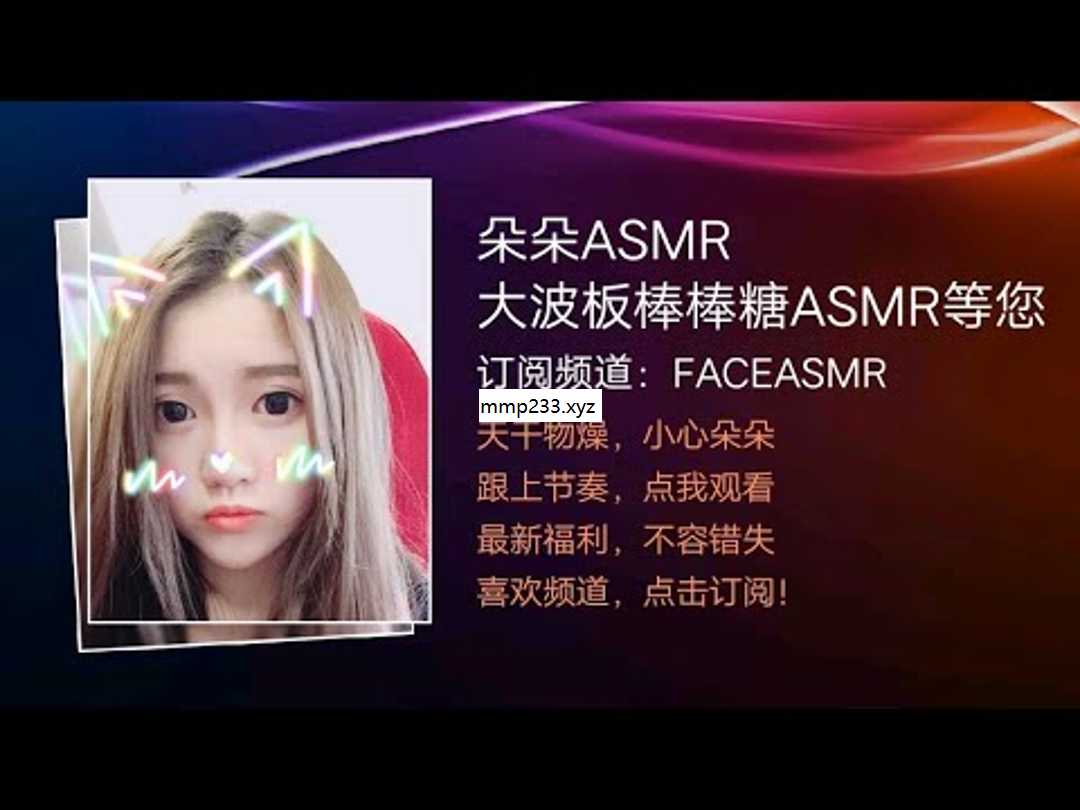 朵朵ASMR
大波板棒棒糖ASMR等您
订阅频道：FACEASMR
mmp233.xyz
天干物燥，小心朵朵
跟上节奏，点我观看
最新福利，不容错失
喜欢频道，点击订阅！